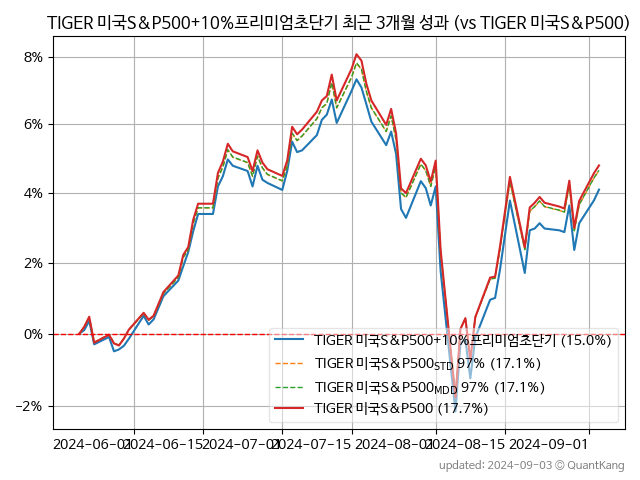 TIGER 미국S&P500+10%프리미엄초단기 최근 3개월 성과 (vs TIGER 미국S&P500)
8%
6%
4%
2%
0%
−2%
TIGER 미국S&P500+10%프리미엄초단기 (15.0%)
TIGER 미국S&P500STD 97% (17.1%)
TIGER 미국S&P500MDD 97% (17.1%)
TIGER 미국S&P500 (17.7%)
2024-06-01 2024-06-15 2024-07-01 2024-07-15 2024-08-01 2024-08-15 2024-09-01
updated: 2024-09-03 © QuantKang